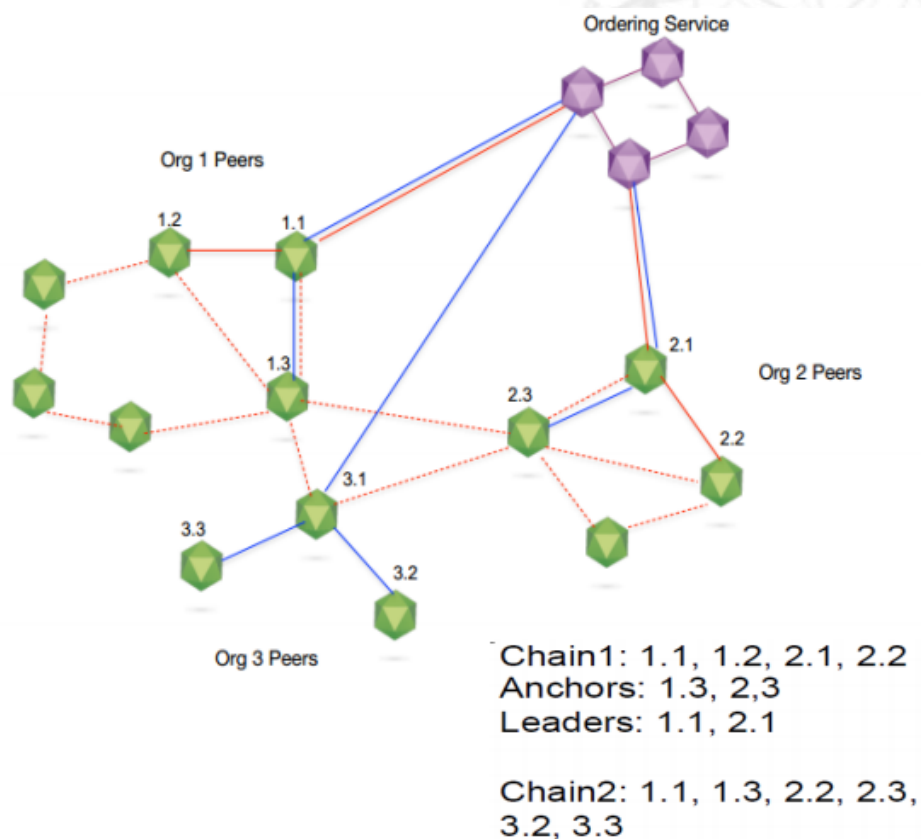 Ordering Service
Org 1 Peers
1.2
1.1
1.3
2.1
Org 2 Peers
2.3
2.2
3.1
3.3
3.2
Org 3 Peers
Chain1: 1.1, 1.2, 2.1, 2.2
Anchors: 1.3, 2,3
Leaders: 1.1, 2.1
Chain2: 1.1, 1.3, 2.2, 2.3,
3.2, 3.3